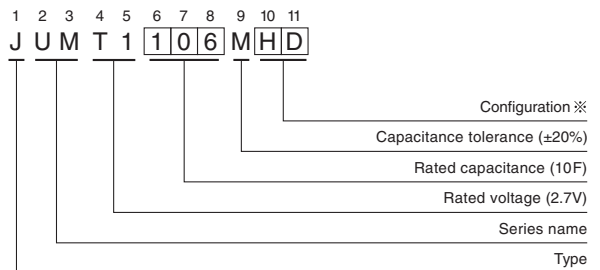 1 2 3 4 5 6 7 8 9 10 11
J U M T 1 1 0 6 M H D
Configuration ※
Capacitance tolerance (±20%)
Rated capacitance (10F)
Rated voltage (2.7V)
Series name
Type